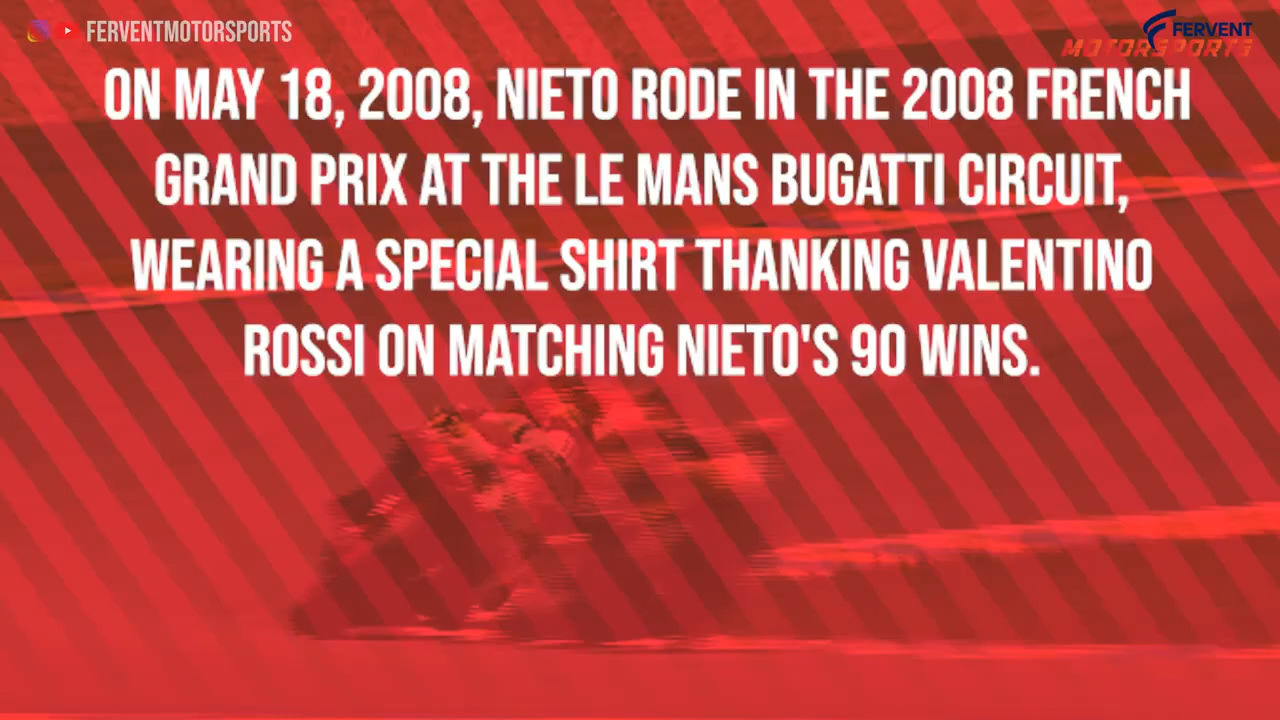 FERVENTMOTORSPORTS
FERVENT
MOTORSPORTS
ON MAY 18, 2008, NIETO RODE IN THE 2008 FRENCH
GRAND PRIX AT THE LE MANS BUGATTI CIRCUIT,
WEARING A SPECIAL SHIRT THANKING VALENTINO
ROSSI ON MATCHING NIETO'S 90 WINS.